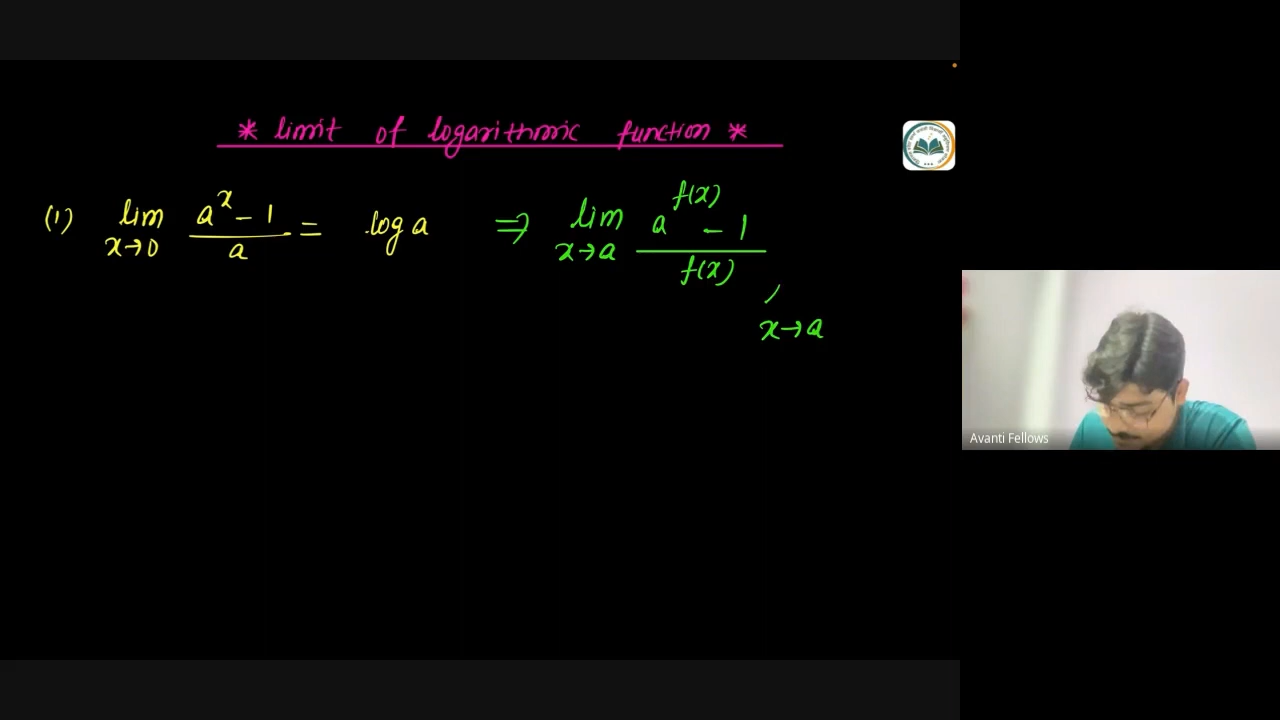 * limit of logarithmic function *
(1) lim x→0 a^x - 1 / a = log a ⇒ lim x→a a^f(x) - 1 / f(x) ,
x→a
Avanti Fellows